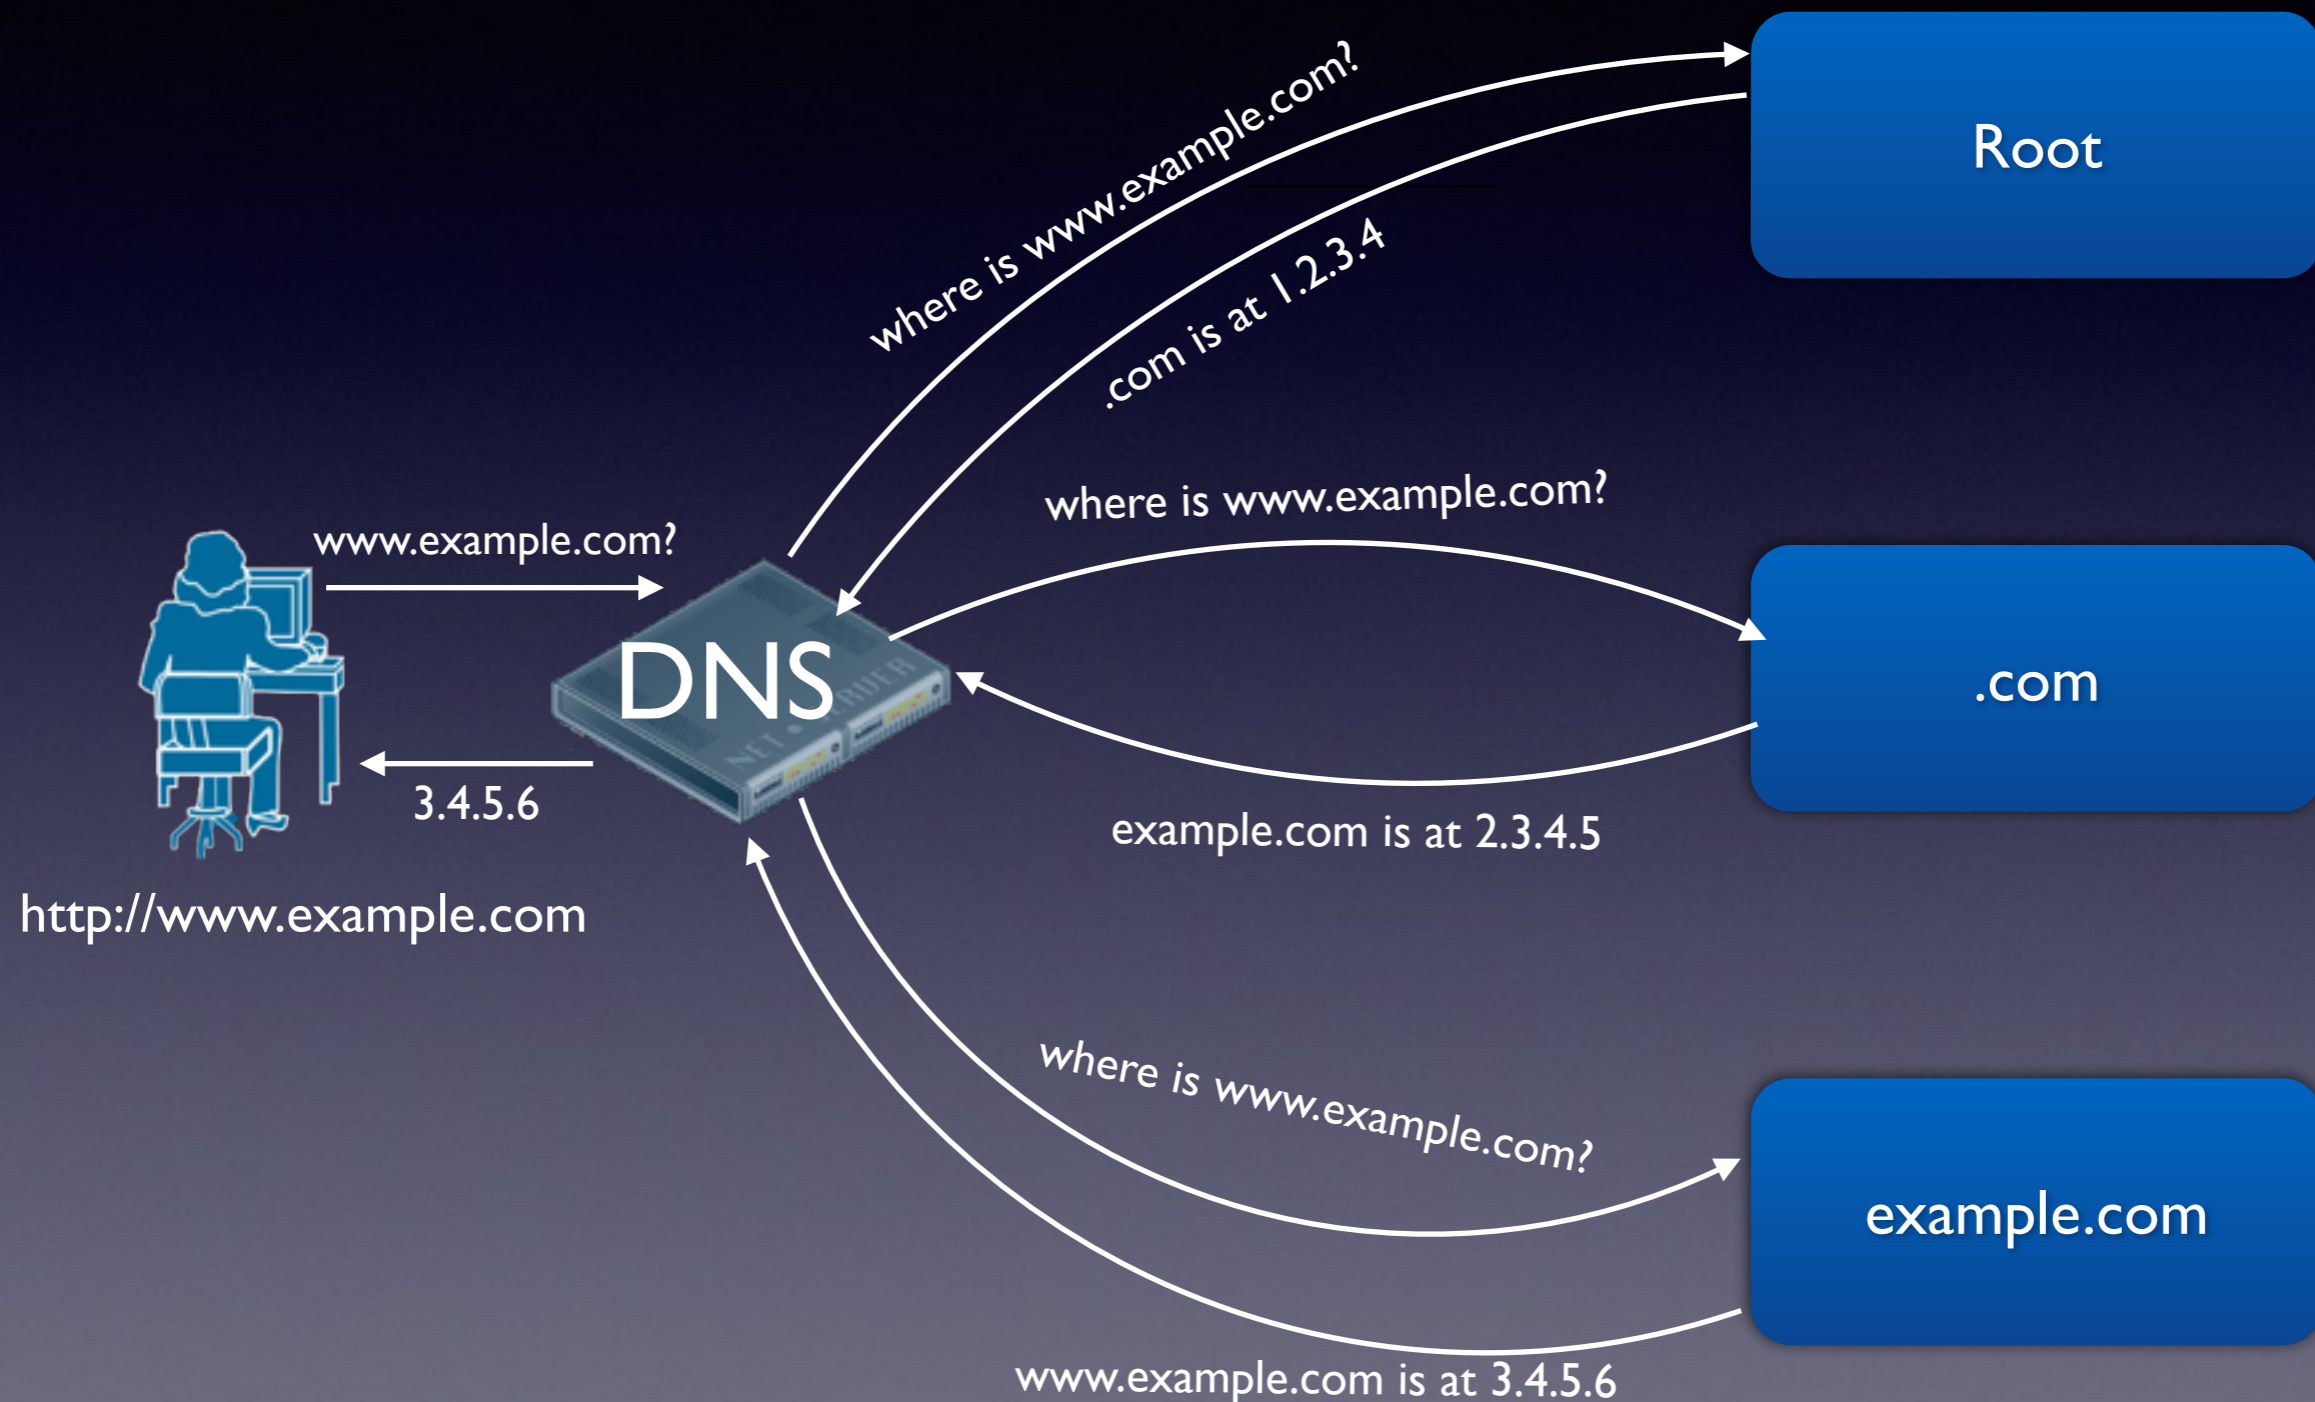 where is www.example.com?
Root
.com is at 1.2.3.4
where is www.example.com?
www.example.com?
DNS
NET • SERVER
.com
3.4.5.6
example.com is at 2.3.4.5
http://www.example.com
where is www.example.com?
example.com
www.example.com is at 3.4.5.6